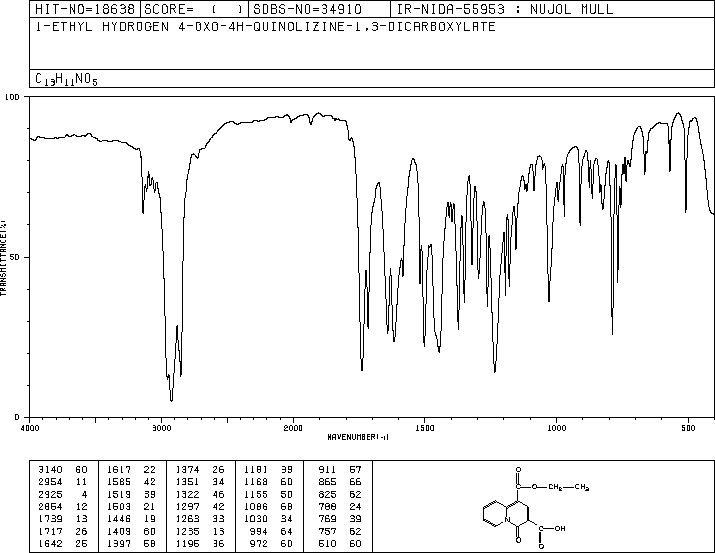 HIT-NO=18638 SCORE= ( ) SDBS-NO=34910 IR-NIDA-55953 : NUJOL MULL
1-ETHYL HYDROGEN 4-OXO-4H-QUINOLIZINE-1,3-DICARBOXYLATE
C13H11NO5
100
50
0
TRANSMITTANCE(%)
4000 3000 2000 1500 1000 500
WAVENUMBER(-1)
3140 60 1617 22 1374 26 1181 39 911 57
2954 11 1585 42 1351 34 1168 60 865 66
2925 4 1519 39 1322 46 1155 50 825 62
2854 12 1503 21 1297 42 1086 68 788 24
1739 13 1446 19 1263 33 1030 34 769 39
1717 26 1409 60 1235 13 994 64 757 62
1642 25 1397 58 1195 36 972 60 510 60
O
C-O-CH2-CH3
N
O
C-OH
O